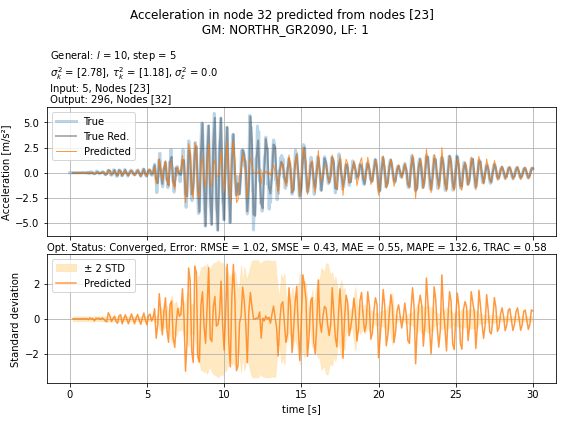 Acceleration in node 32 predicted from nodes [23]
GM: NORTHR_GR2090, LF: 1
General: l = 10, step = 5
σ²ₖ = [2.78], τ²ₖ = [1.18], σ²ε = 0.0
Input: 5, Nodes [23]
Output: 296, Nodes [32]
Acceleration [m/s²]
5.0
2.5
0.0
−2.5
−5.0
True
True Red.
Predicted
Opt. Status: Converged, Error: RMSE = 1.02, SMSE = 0.43, MAE = 0.55, MAPE = 132.6, TRAC = 0.58
Standard deviation
2
0
−2
± 2 STD
Predicted
0 5 10 15 20 25 30
time [s]